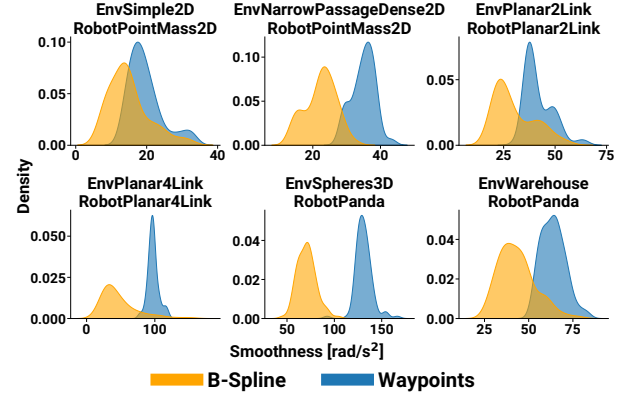 EnvSimple2D
RobotPointMass2D
EnvNarrowPassageDense2D
RobotPointMass2D
EnvPlanar2Link
RobotPlanar2Link
0.10
0.05
0.00
0
20
40
0.10
0.05
0.00
20
40
0.05
0.00
25
50
75
Density
EnvPlanar4Link
RobotPlanar4Link
EnvSpheres3D
RobotPanda
EnvWarehouse
RobotPanda
0.050
0.025
0.000
0
100
0.04
0.02
0.00
50
100
150
0.04
0.02
0.00
25
50
75
Smoothness [rad/s²]
B-Spline
Waypoints